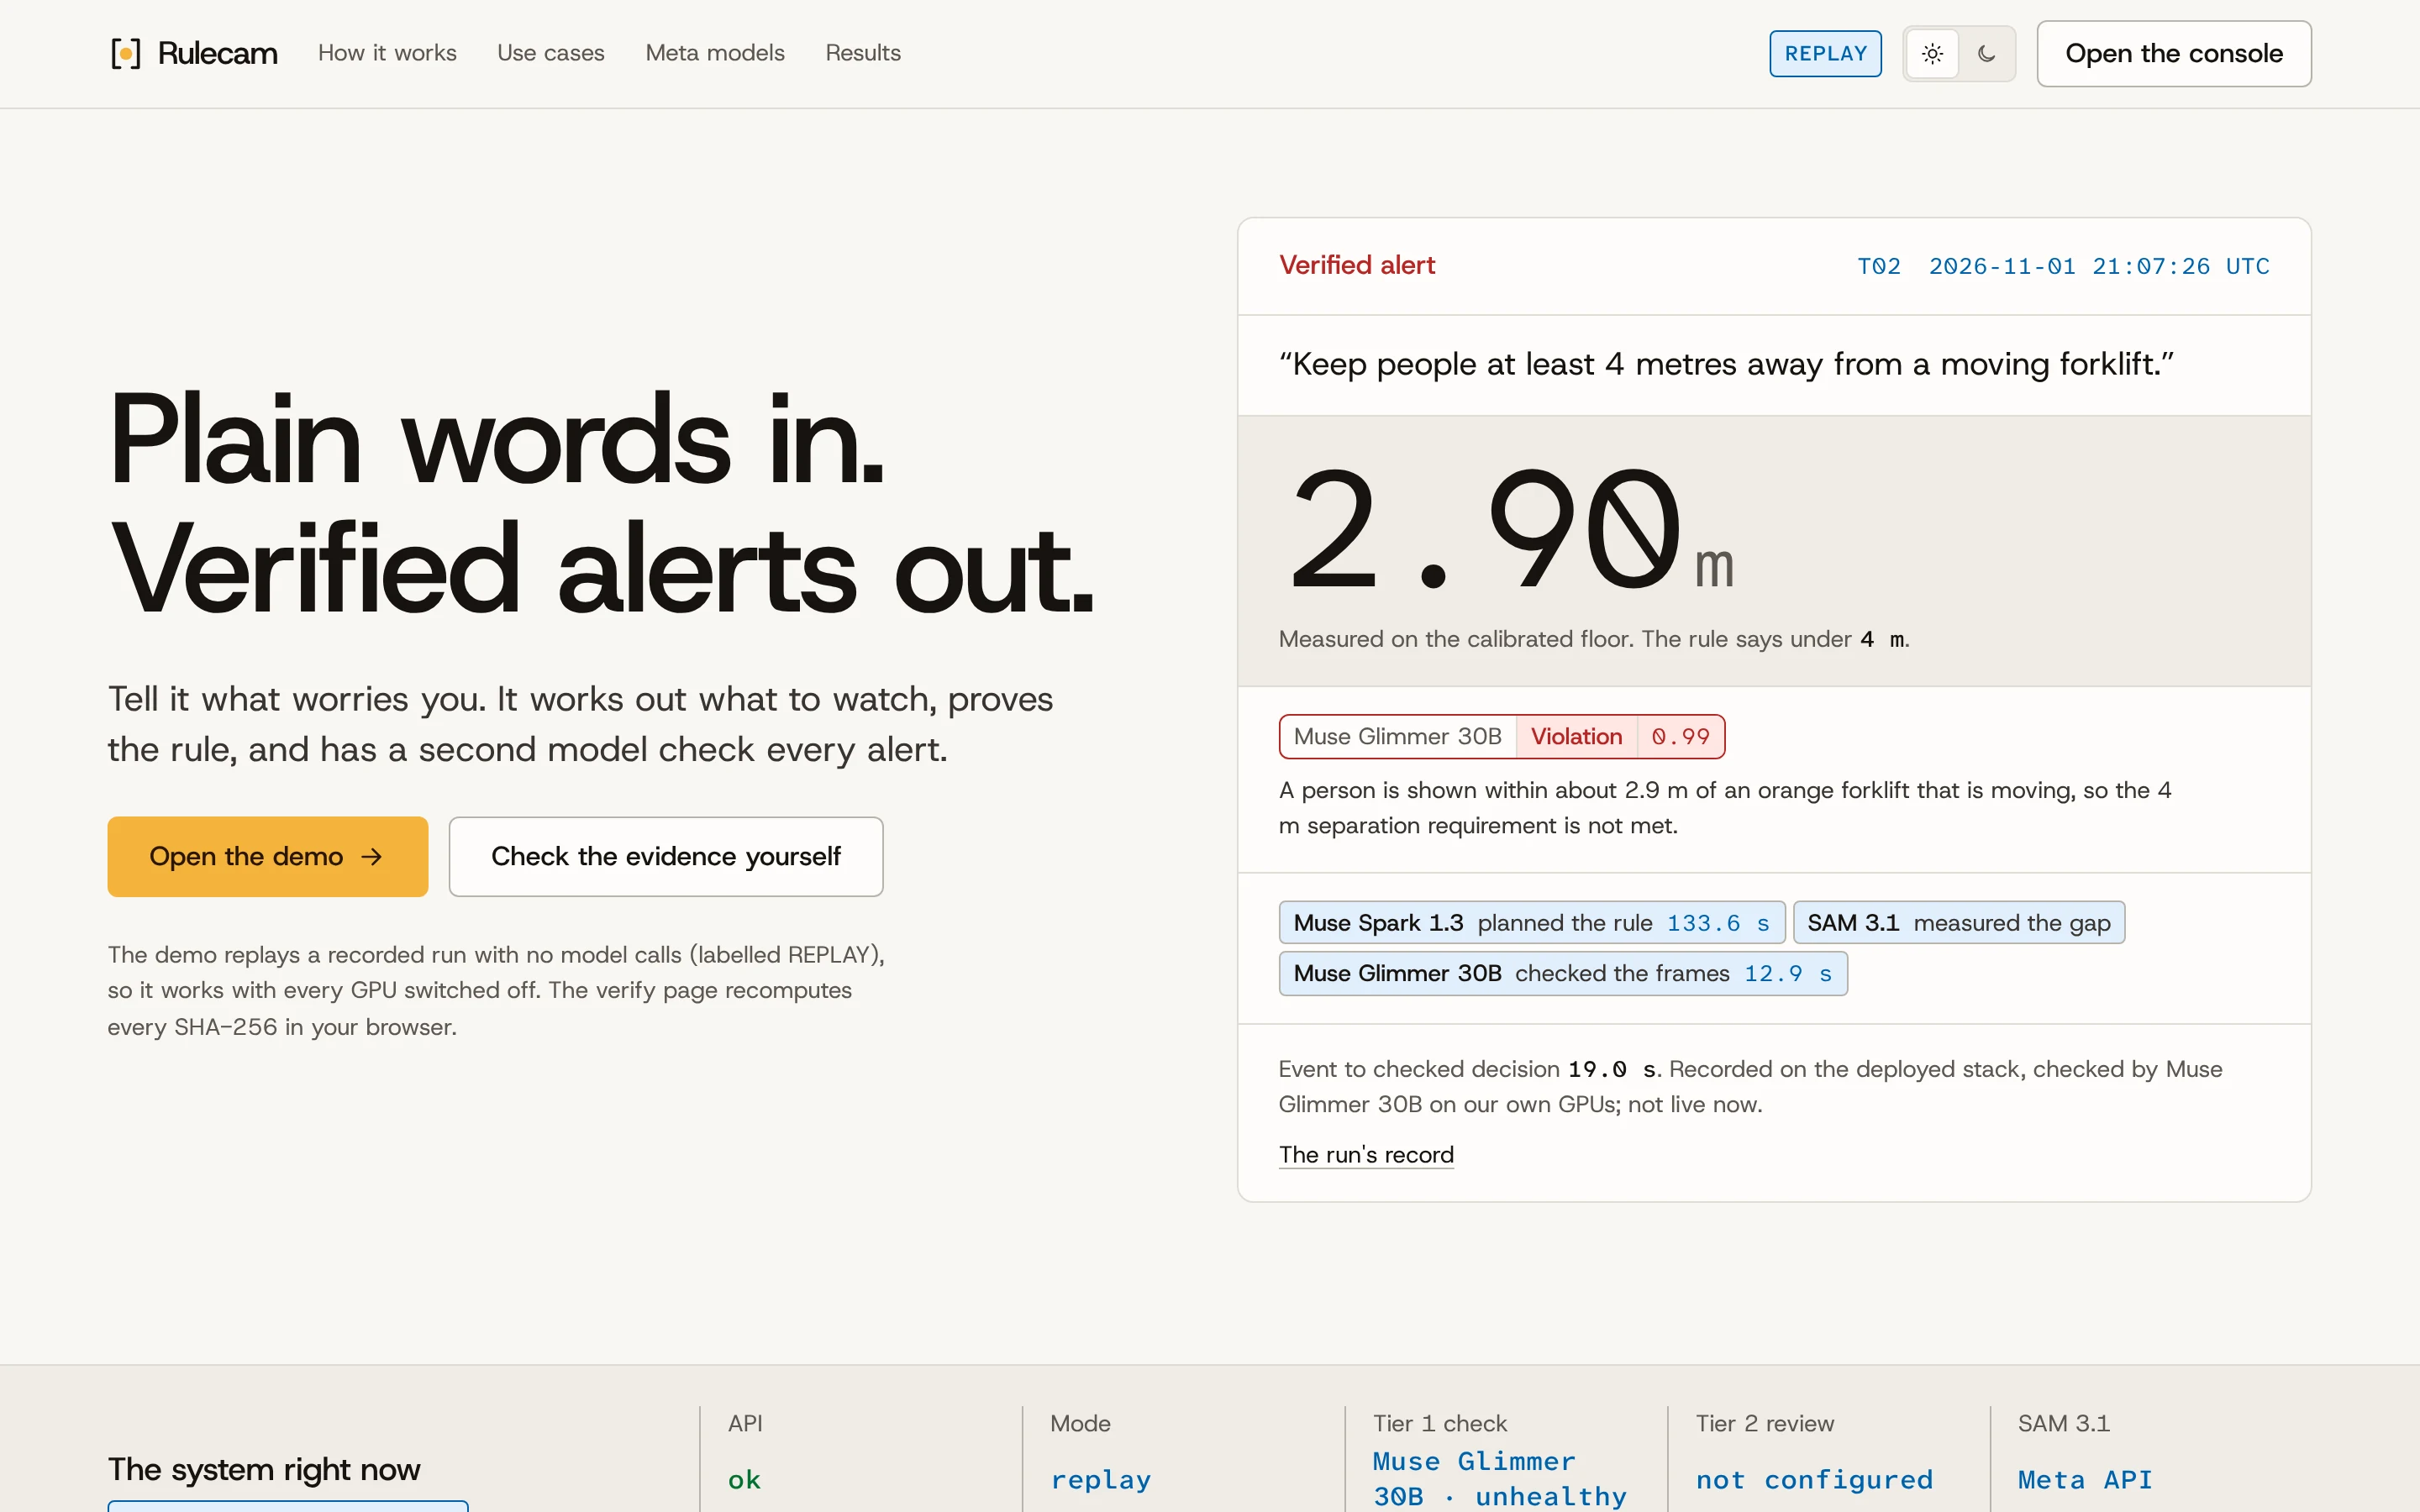 Rulecam
How it works
Use cases
Meta models
Results
REPLAY
Open the console
Plain words in.
Verified alerts out.
Tell it what worries you. It works out what to watch, proves
the rule, and has a second model check every alert.
Open the demo →
Check the evidence yourself
The demo replays a recorded run with no model calls (labelled REPLAY),
so it works with every GPU switched off. The verify page recomputes
every SHA-256 in your browser.
Verified alert
T02 2026-11-01 21:07:26 UTC
“Keep people at least 4 metres away from a moving forklift.”
2.90 m
Measured on the calibrated floor. The rule says under 4 m.
Muse Glimmer 30B Violation 0.99
A person is shown within about 2.9 m of an orange forklift that is moving, so the 4
m separation requirement is not met.
Muse Spark 1.3 planned the rule 133.6 s
SAM 3.1 measured the gap
Muse Glimmer 30B checked the frames 12.9 s
Event to checked decision 19.0 s. Recorded on the deployed stack, checked by Muse
Glimmer 30B on our own GPUs; not live now.
The run's record
The system right now
API
ok
Mode
replay
Tier 1 check
Muse Glimmer
30B · unhealthy
Tier 2 review
not configured
SAM 3.1
Meta API